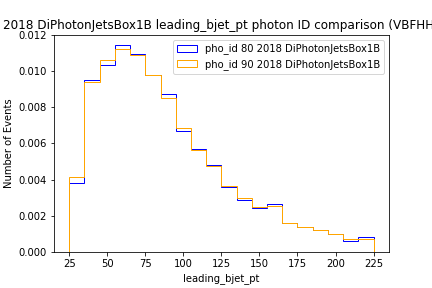 2018 DiPhotonJetsBox1B leading_bjet_pt photon ID comparison (VBFHH
pho_id 80 2018 DiPhotonJetsBox1B
pho_id 90 2018 DiPhotonJetsBox1B
Number of Events
0.012
0.010
0.008
0.006
0.004
0.002
0.000
25 50 75 100 125 150 175 200 225
leading_bjet_pt